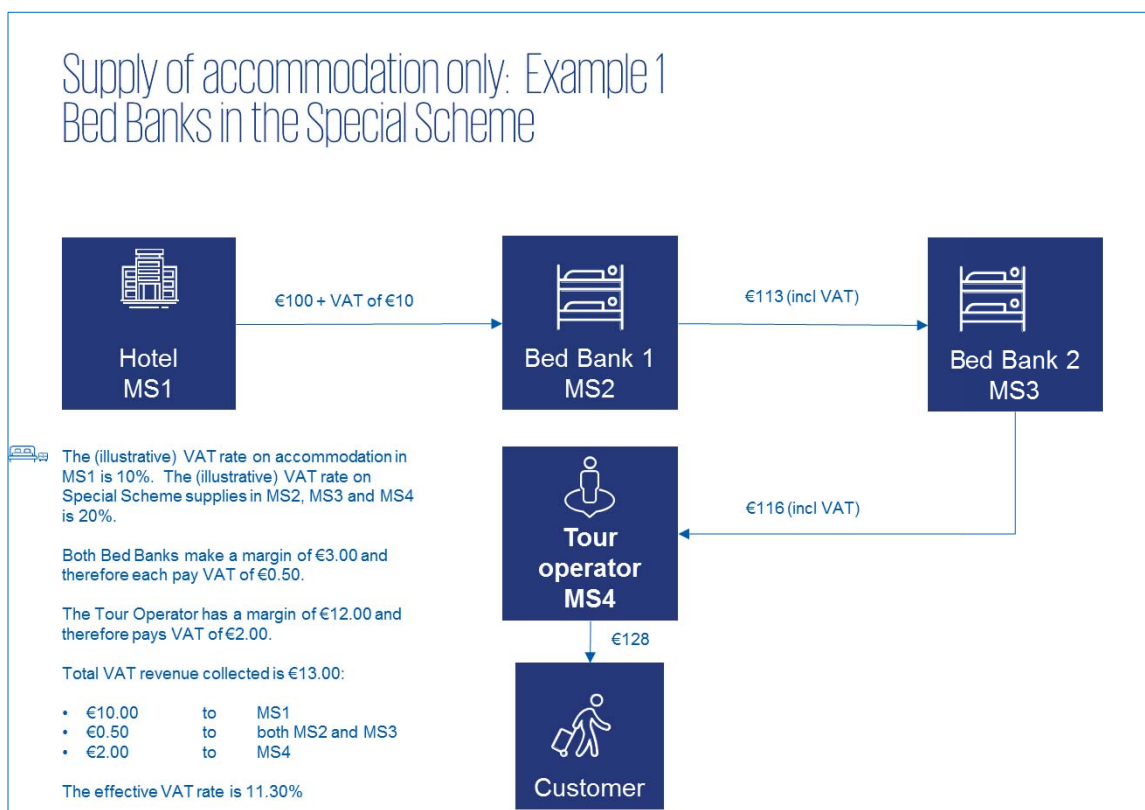 Supply of accommodation only: Example 1
Bed Banks in the Special Scheme
Hotel
MS1
€100 + VAT of €10
Bed Bank 1
MS2
€113 (incl VAT)
Bed Bank 2
MS3
€116 (incl VAT)
Tour
operator
MS4
€128
Customer
The (illustrative) VAT rate on accommodation in
MS1 is 10%. The (illustrative) VAT rate on
Special Scheme supplies in MS2, MS3 and MS4
is 20%.
Both Bed Banks make a margin of €3.00 and
therefore each pay VAT of €0.50.
The Tour Operator has a margin of €12.00 and
therefore pays VAT of €2.00.
Total VAT revenue collected is €13.00:
• €10.00 to MS1
• €0.50 to both MS2 and MS3
• €2.00 to MS4
The effective VAT rate is 11.30%